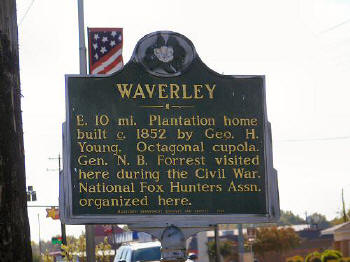 WAVERLEY
E. 10 mi. Plantation home
built c. 1852 by Geo. H.
Young. Octagonal cupola.
Gen. N. B. Forrest visited
here during the Civil War.
National Fox Hunters Assn.
organized here.